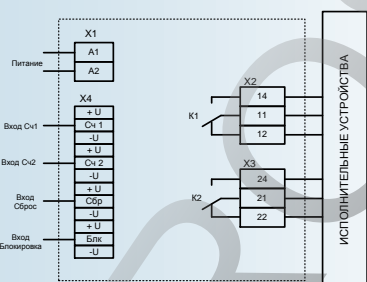 X1
A1
A2
Питание
X4
+ U
Сч 1
-U
+ U
Сч 2
-U
+ U
Сбр
-U
+ U
Блк
-U
Вход Сч1
Вход Сч2
Вход
Сброс
Вход
Блокировка
X2
14
11
12
К1
X3
24
21
22
К2
ИСПОЛНИТЕЛЬНЫЕ УСТРОЙСТВА